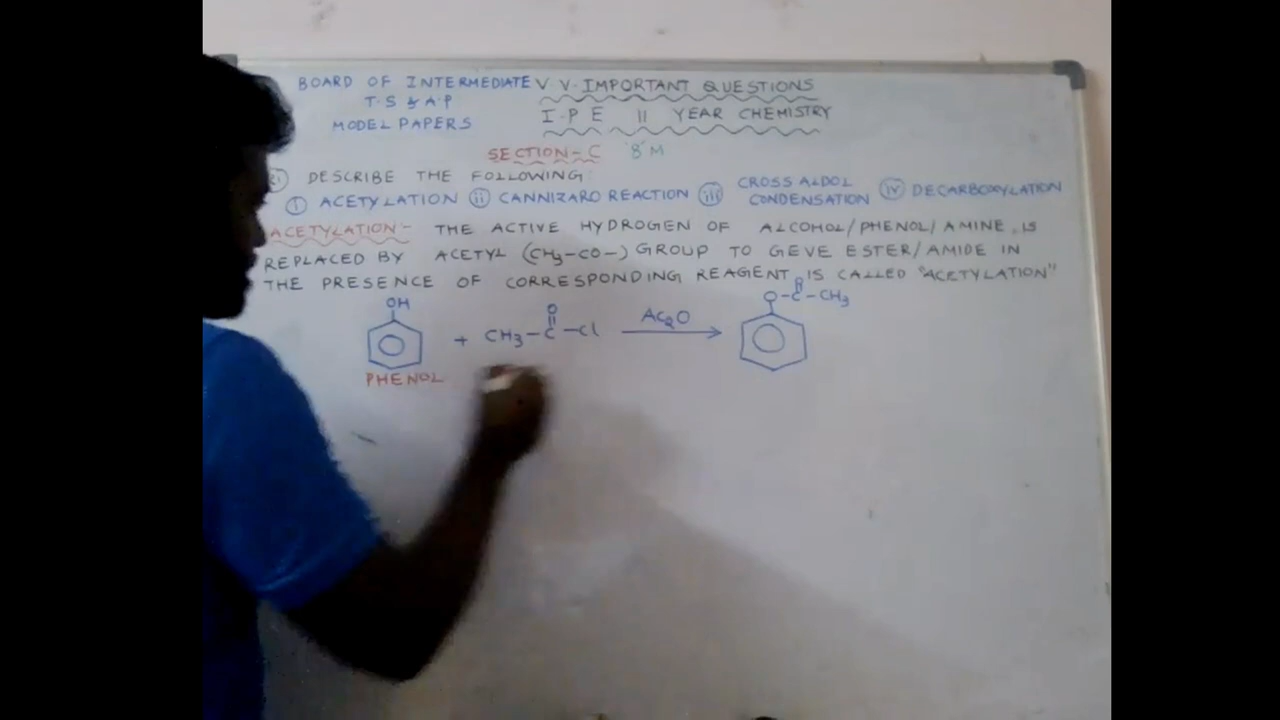 BOARD OF INTERMEDIATE V.V.IMPORTANT QUESTIONS
T.S & A.P
MODEL PAPERS
I.P.E II YEAR CHEMISTRY
SECTION-C 8M
DESCRIBE THE FOLLOWING:
i ACETYLATION ii CANNIZARO REACTION iii CROSS ALDOL CONDENSATION iv DECARBOXYLATION
ACETYLATION - THE ACTIVE HYDROGEN OF ALCOHOL/PHENOL/AMINE, IS
REPLACED BY ACETYL (CH3-CO-) GROUP TO GEVE ESTER/AMIDE IN
THE PRESENCE OF CORRESPONDING REAGENT IS CALLED "ACETYLATION"
OH
+ CH3-C-Cl
O
Ac2O
O
O-C-CH3
PHENOL